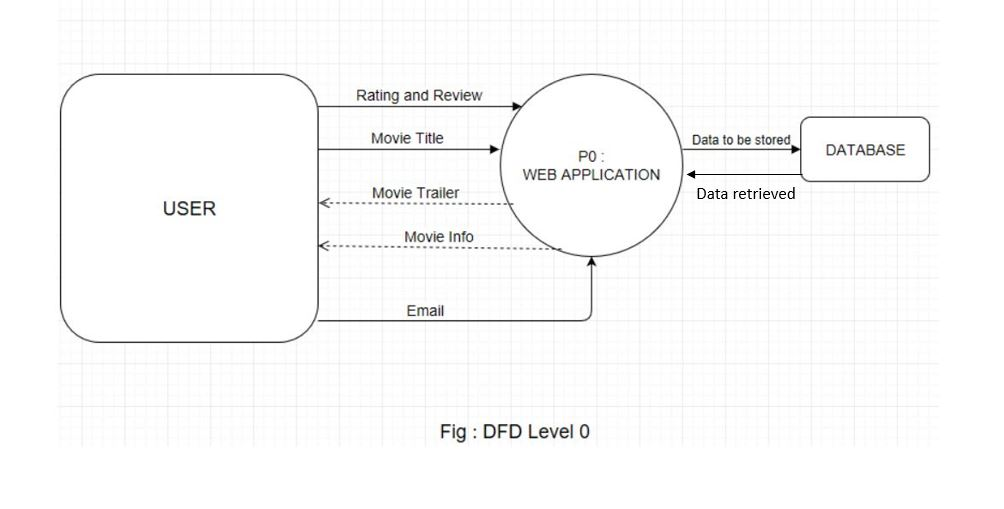 Rating and Review
Movie Title
Movie Trailer
Movie Info
Email
USER
P0 :
WEB APPLICATION
Data to be stored
Data retrieved
DATABASE
Fig : DFD Level 0